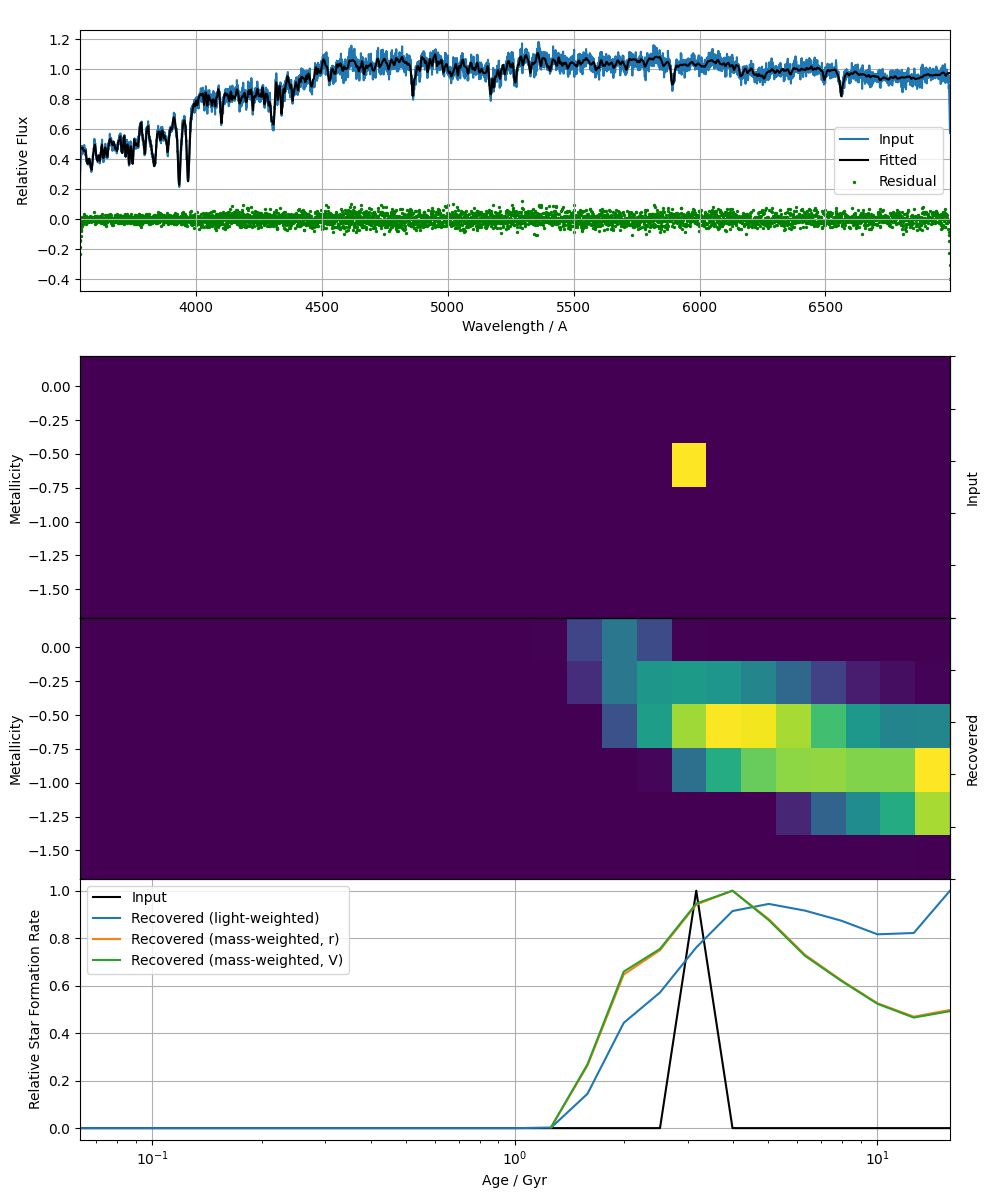 1.2
1.0
0.8
0.6
0.4
0.2
0.0
−0.2
−0.4
Relative Flux
Input
Fitted
Residual
4000 4500 5000 5500 6000 6500
Wavelength / A
0.00
−0.25
−0.50
−0.75
−1.00
−1.25
−1.50
Metallicity
Input
0.00
−0.25
−0.50
−0.75
−1.00
−1.25
−1.50
Metallicity
Recovered
1.0
0.8
0.6
0.4
0.2
0.0
Relative Star Formation Rate
Input
Recovered (light-weighted)
Recovered (mass-weighted, r)
Recovered (mass-weighted, V)
10⁻¹ 10⁰ 10¹
Age / Gyr